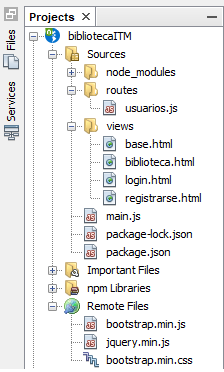 Projects
Files
Services
bibliotecaITM
Sources
node_modules
routes
usuarios.js
views
base.html
biblioteca.html
login.html
registrarse.html
main.js
package-lock.json
package.json
Important Files
npm Libraries
Remote Files
bootstrap.min.js
jquery.min.js
bootstrap.min.css